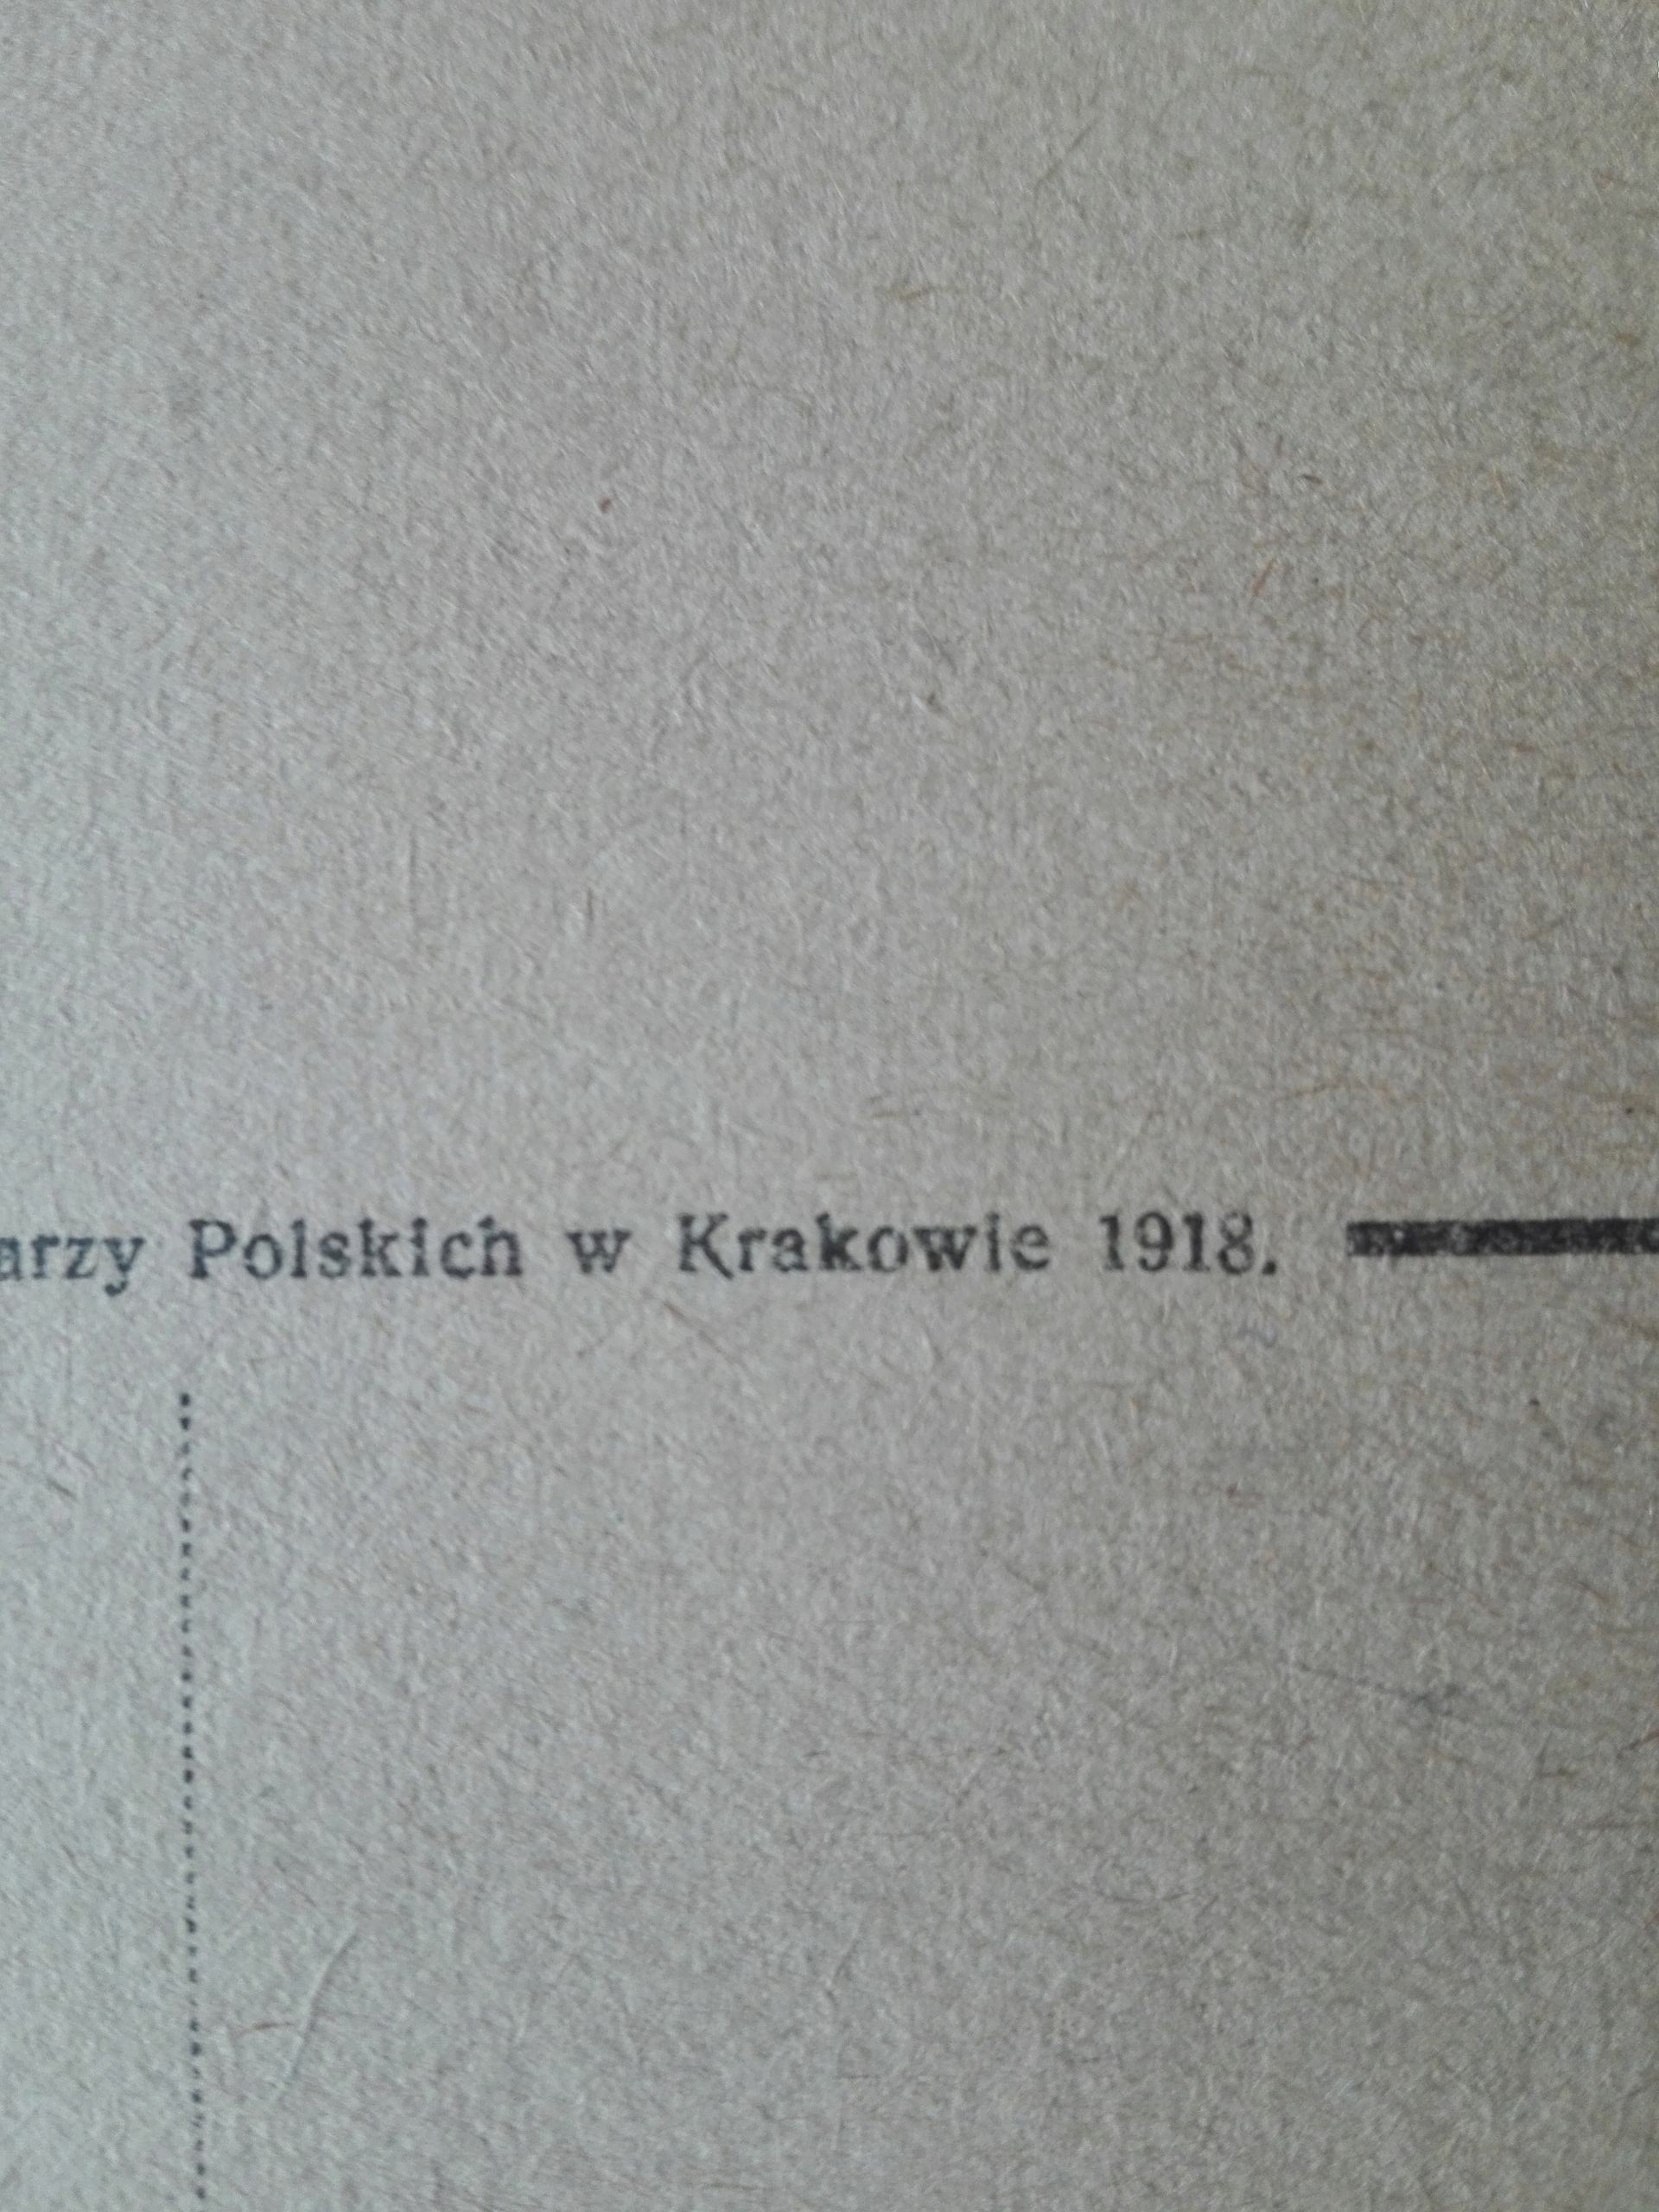 arzy Polskich w Krakowie 1918.